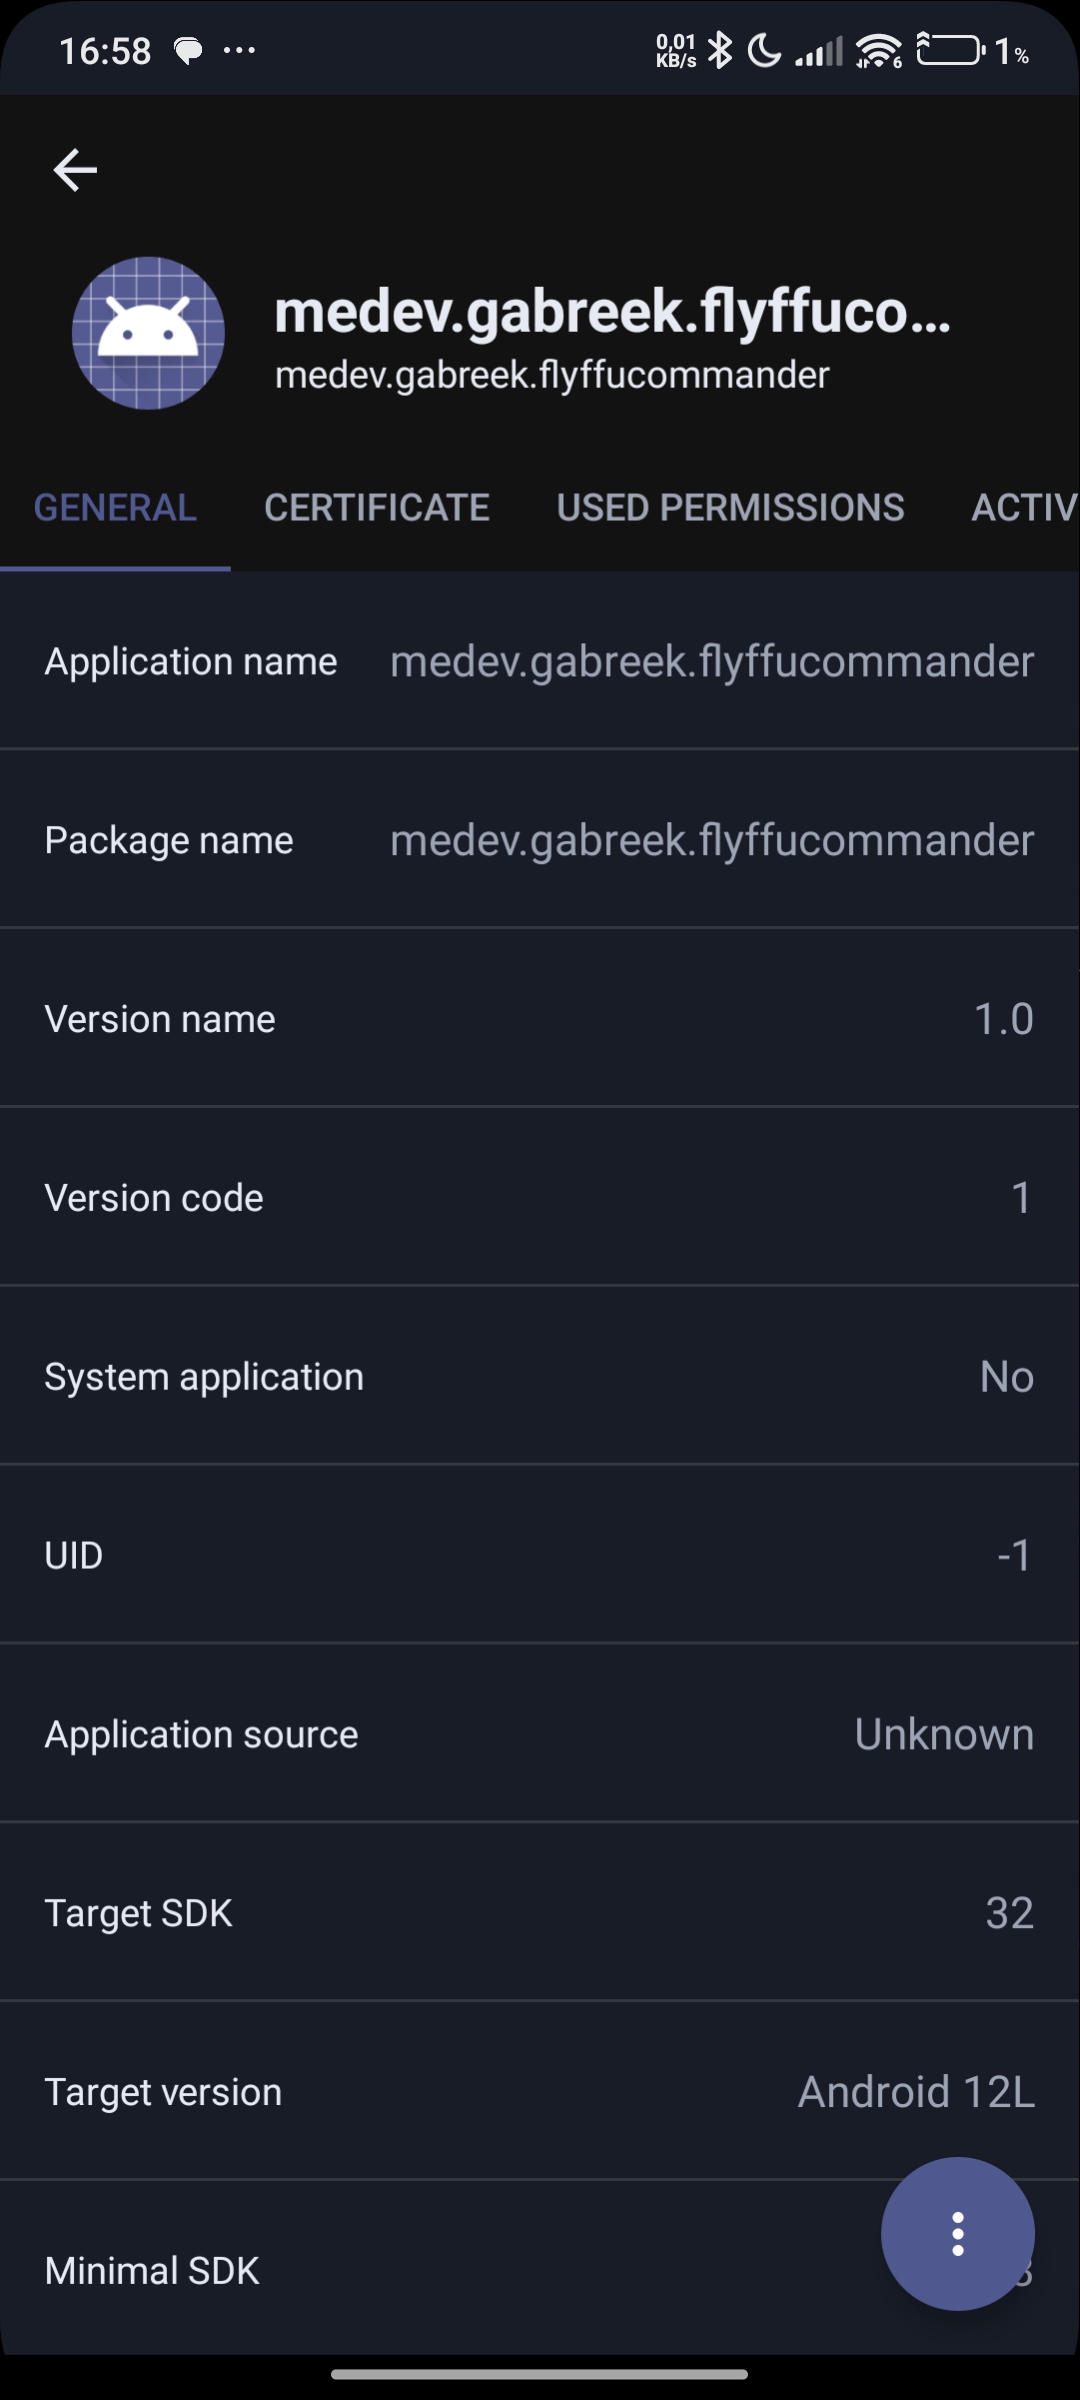 16:58 ... 0,01 KB/s 6 1%
medev.gabreek.flyffuco...
medev.gabreek.flyffucommander
GENERAL CERTIFICATE USED PERMISSIONS ACTIV
Application name medev.gabreek.flyffucommander
Package name medev.gabreek.flyffucommander
Version name 1.0
Version code 1
System application No
UID -1
Application source Unknown
Target SDK 32
Target version Android 12L
Minimal SDK